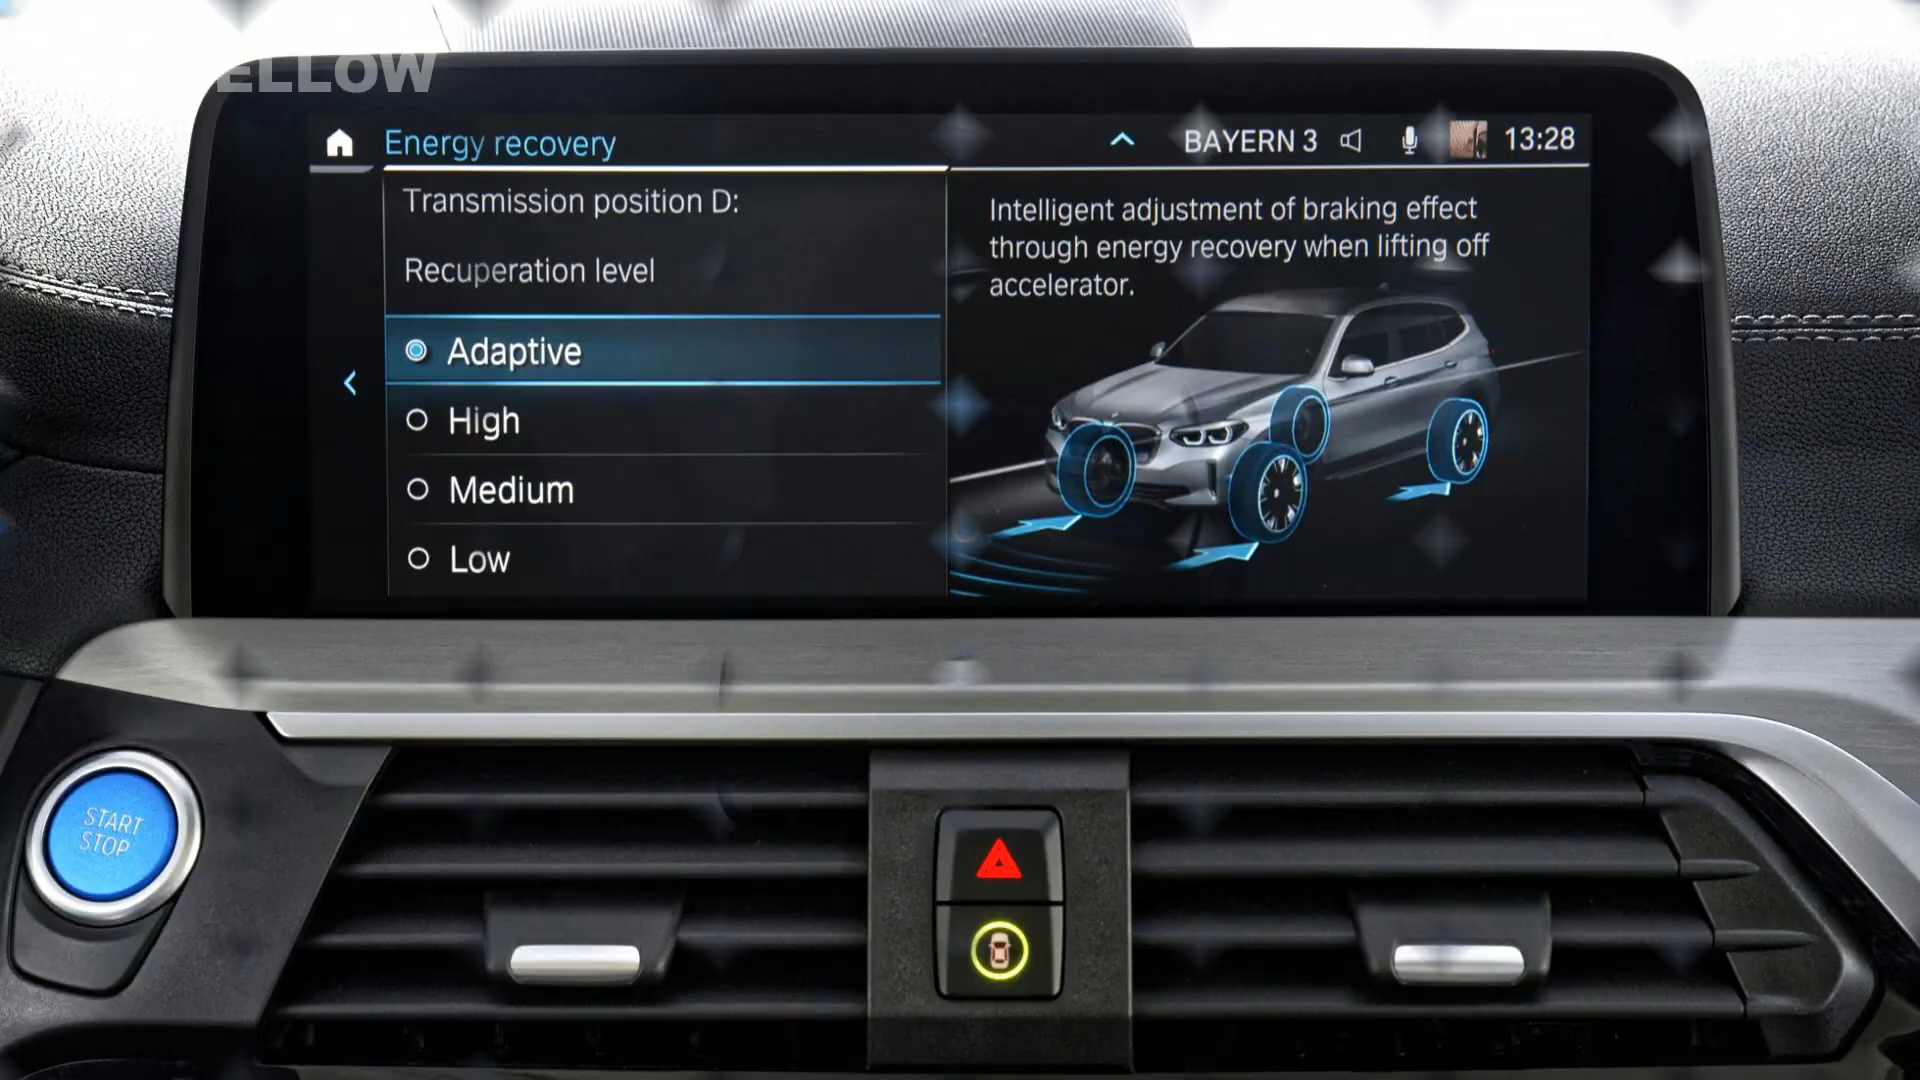 ELLOW
Energy recovery
BAYERN 3
13:28
Transmission position D:
Recuperation level
Adaptive
High
Medium
Low
Intelligent adjustment of braking effect
through energy recovery when lifting off
accelerator.
START
STOP